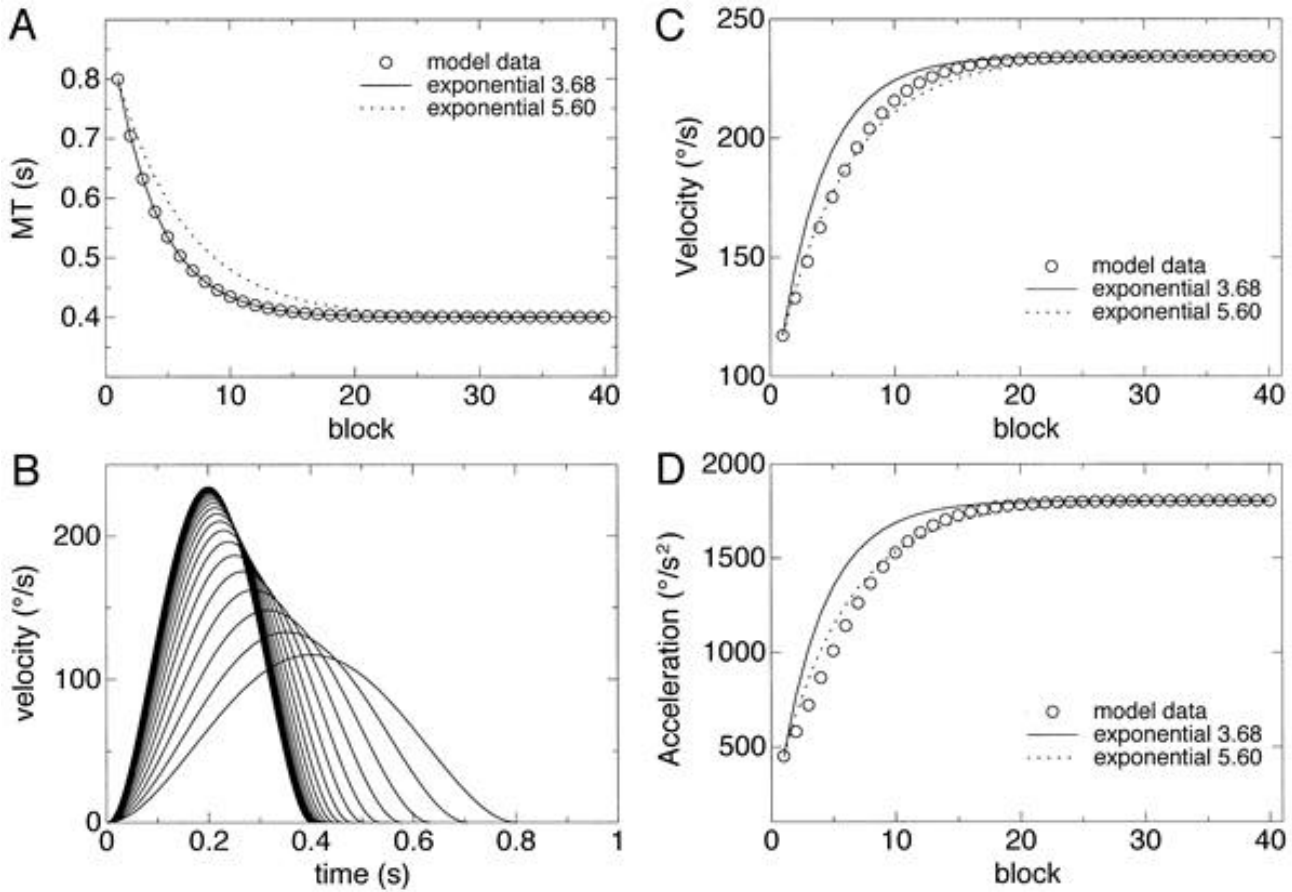 A
MT (s)
0.8
0.7
0.6
0.5
0.4
model data
exponential 3.68
exponential 5.60
0
10
20
30
40
block
B
velocity (°/s)
200
100
0
0
0.2
0.4
0.6
0.8
1
time (s)
C
Velocity (°/s)
250
200
150
100
model data
exponential 3.68
exponential 5.60
0
10
20
30
40
block
D
Acceleration (°/s²)
2000
1500
1000
500
model data
exponential 3.68
exponential 5.60
0
10
20
30
40
block